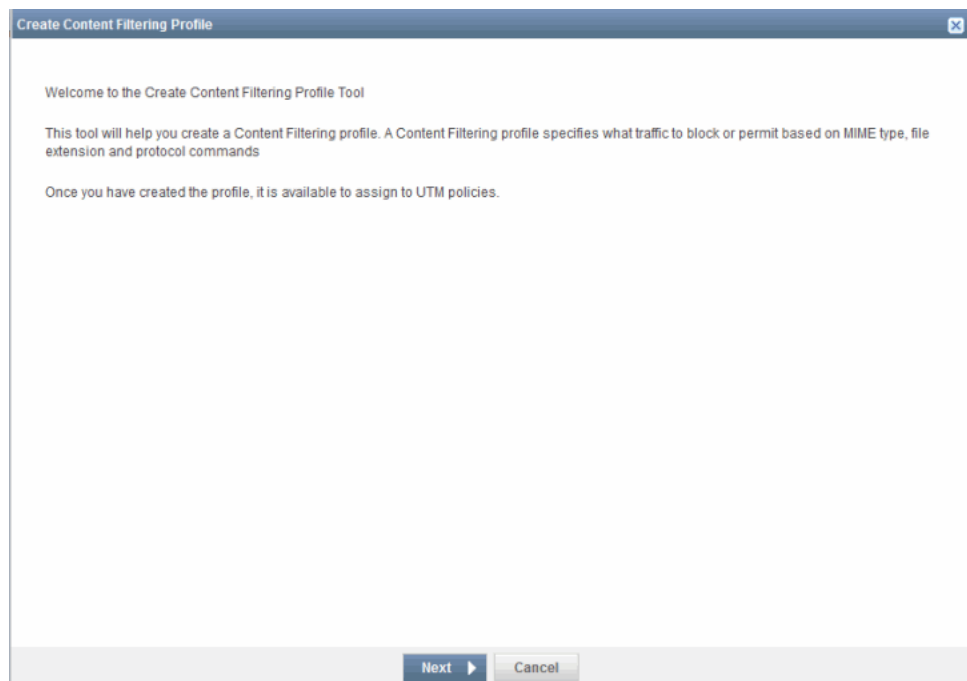 Create Content Filtering Profile
Welcome to the Create Content Filtering Profile Tool
This tool will help you create a Content Filtering profile. A Content Filtering profile specifies what traffic to block or permit based on MIME type, file
extension and protocol commands
Once you have created the profile, it is available to assign to UTM policies.
Next
Cancel